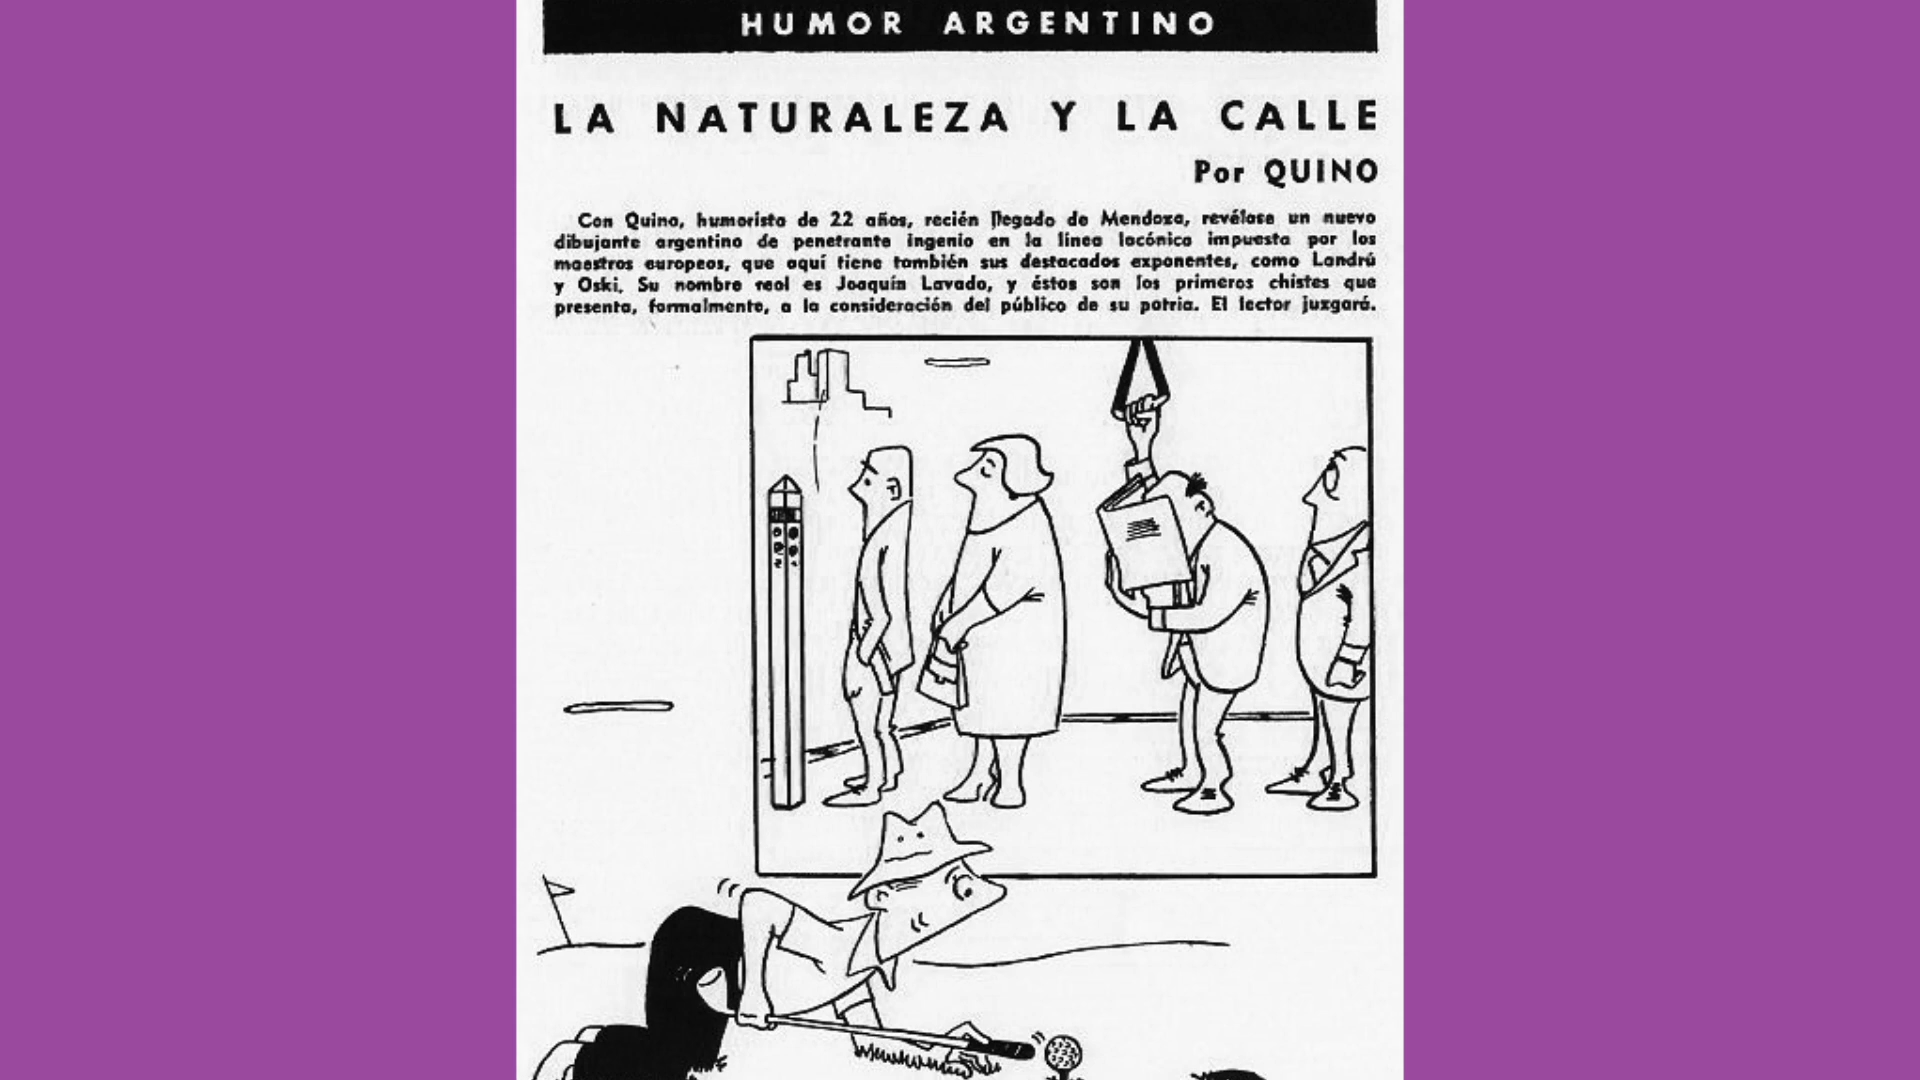 HUMOR ARGENTINO
LA NATURALEZA Y LA CALLE
Por QUINO
Con Quino, humorista de 22 años, recién llegado de Mendoza, revélase un nuevo
dibujante argentino de penetrante ingenio en la línea lacónica impuesta por los
maestros europeos, que aquí tiene también sus destacados exponentes, como Landrú
y Oski. Su nombre real es Joaquín Lavado, y éstos son los primeros chistes que
presenta, formalmente, a la consideración del público de su patria. El lector juzgará.